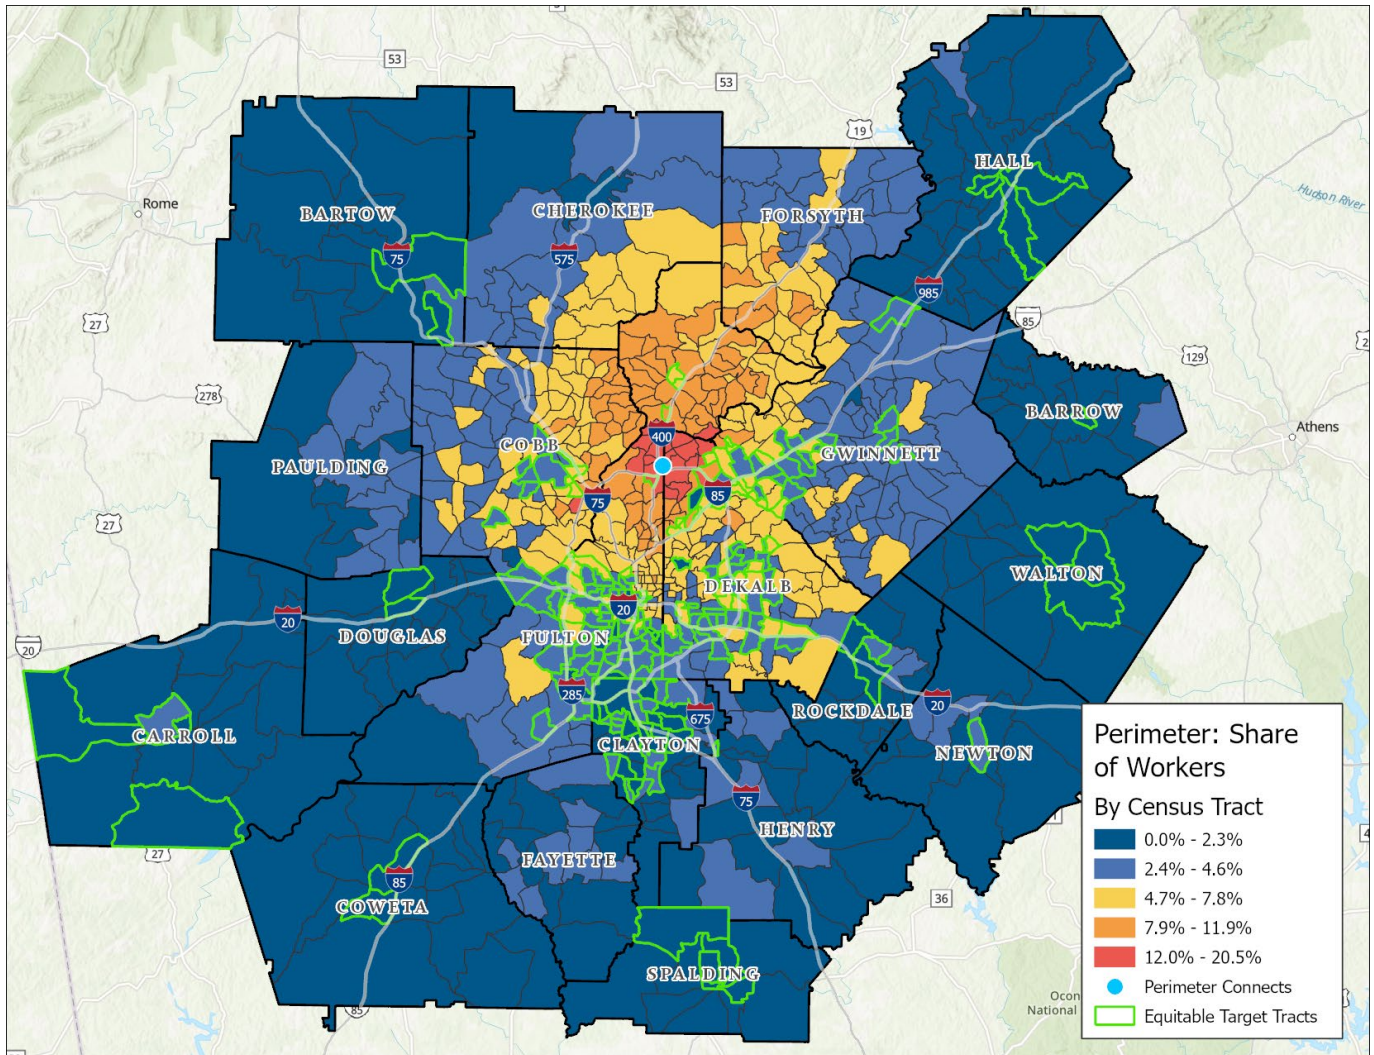 53
53
19
HALL
Hudson River
Rome
BARTOW
CHEROKEE
FORSYTH
75
575
985
27
85
129
2
278
400
BARROW
Athens
COBB
GWINNETT
PAULDING
75
85
27
WALTON
DEKALB
20
20
20
DOUGLAS
FULTON
285
675
ROCKDALE
20
CARROLL
CLAYTON
NEWTON
75
HENRY
27
FAYETTE
85
COWETA
36
4
SPALDING
85
Ocon
National
Perimeter: Share
of Workers
By Census Tract
0.0% - 2.3%
2.4% - 4.6%
4.7% - 7.8%
7.9% - 11.9%
12.0% - 20.5%
Perimeter Connects
Equitable Target Tracts